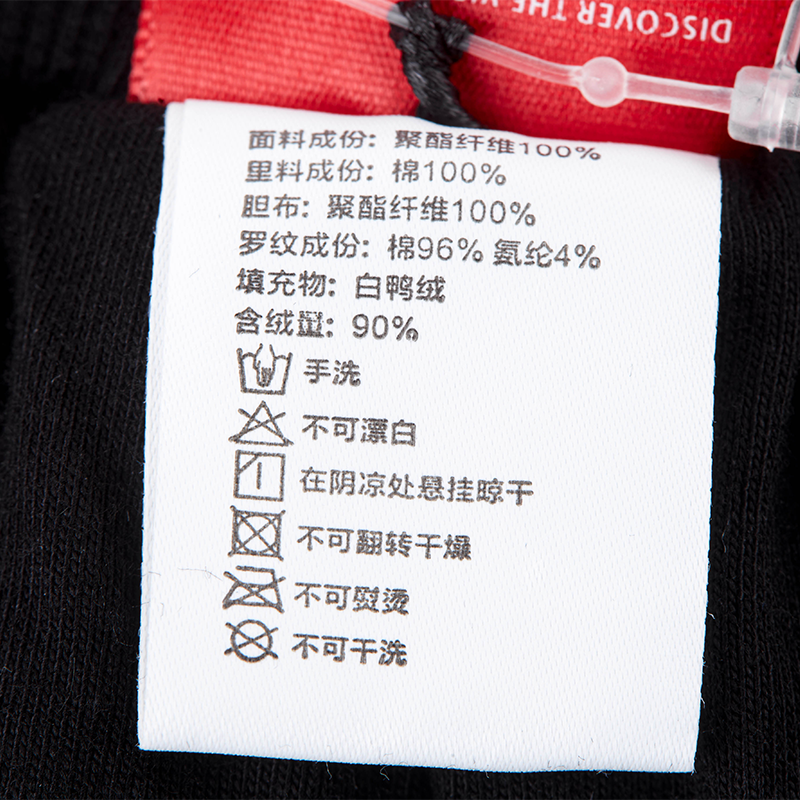 DISCOVER THE
面料成份: 聚酯纤维100%
里料成份: 棉100%
胆布: 聚酯纤维100%
罗纹成份: 棉96% 氨纶4%
填充物: 白鸭绒
含绒量: 90%
手洗
不可漂白
在阴凉处悬挂晾干
不可翻转干燥
不可熨烫
不可干洗